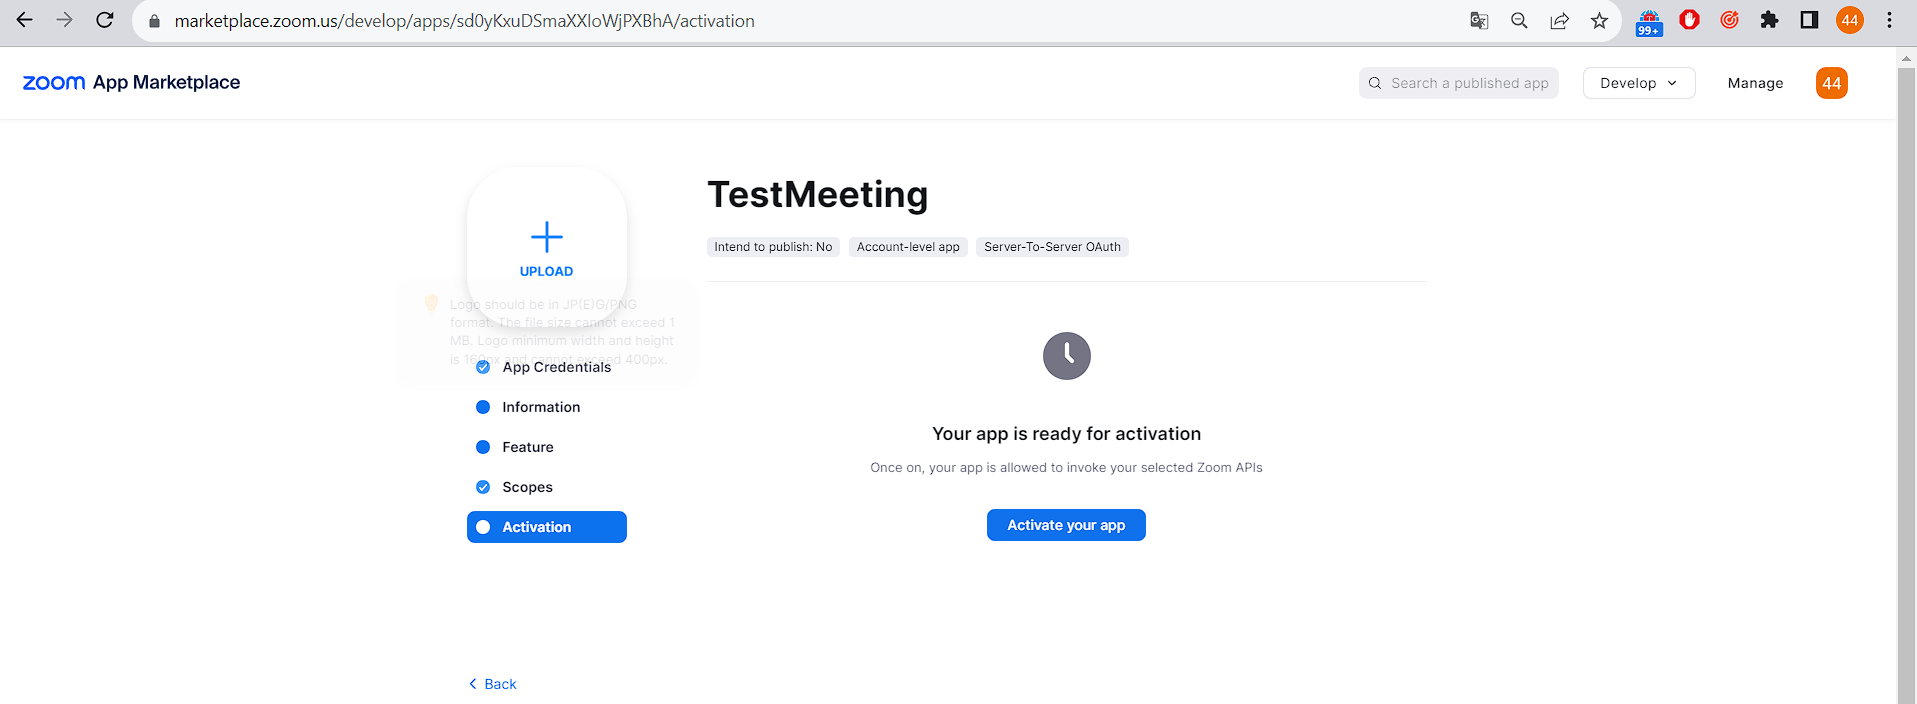 marketplace.zoom.us/develop/apps/sd0yKxuDSmaXXIoWjPXBhA/activation
99+
44
zoom App Marketplace
Search a published app
Develop
Manage
44
UPLOAD
Logo should be in JP(E)G/PNG
format. The file size cannot exceed 1
MB. Logo minimum width and height
is 160px and cannot exceed 400px.
App Credentials
Information
Feature
Scopes
Activation
Back
TestMeeting
Intend to publish: No
Account-level app
Server-To-Server OAuth
Your app is ready for activation
Once on, your app is allowed to invoke your selected Zoom APIs
Activate your app